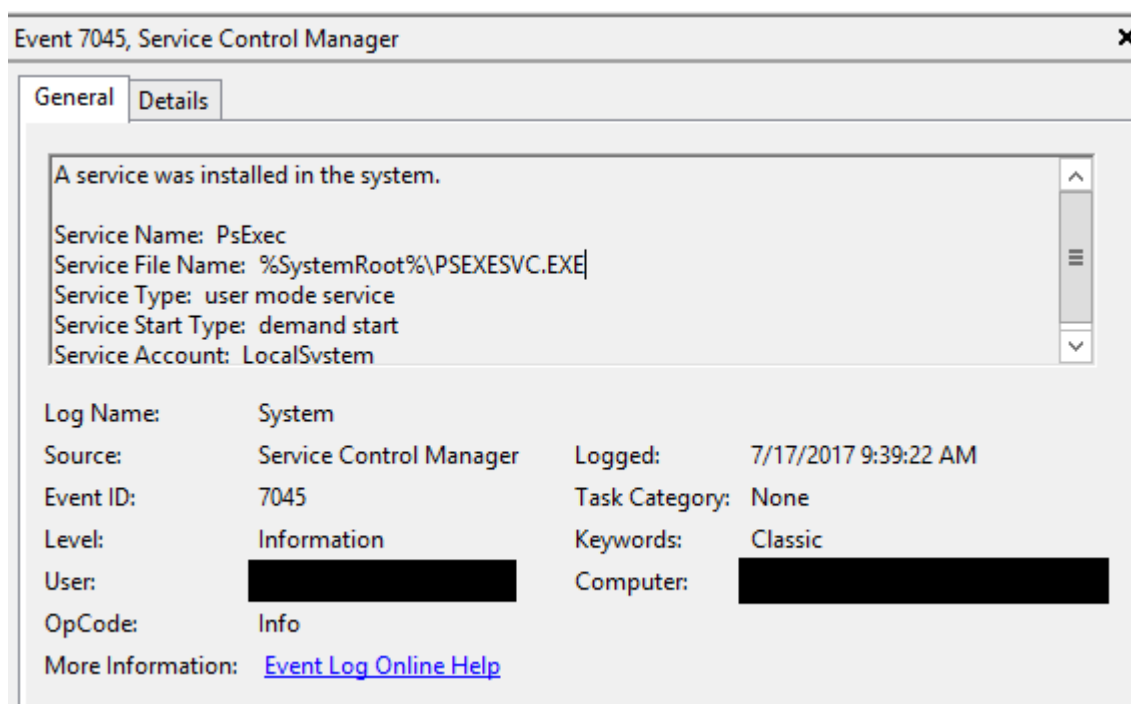 Event 7045, Service Control Manager
General Details
A service was installed in the system.
Service Name: PsExec
Service File Name: %SystemRoot%\PSEXESVC.EXE
Service Type: user mode service
Service Start Type: demand start
Service Account: LocalSystem
Log Name: System
Source: Service Control Manager Logged: 7/17/2017 9:39:22 AM
Event ID: 7045 Task Category: None
Level: Information Keywords: Classic
User: Computer:
OpCode: Info
More Information: Event Log Online Help